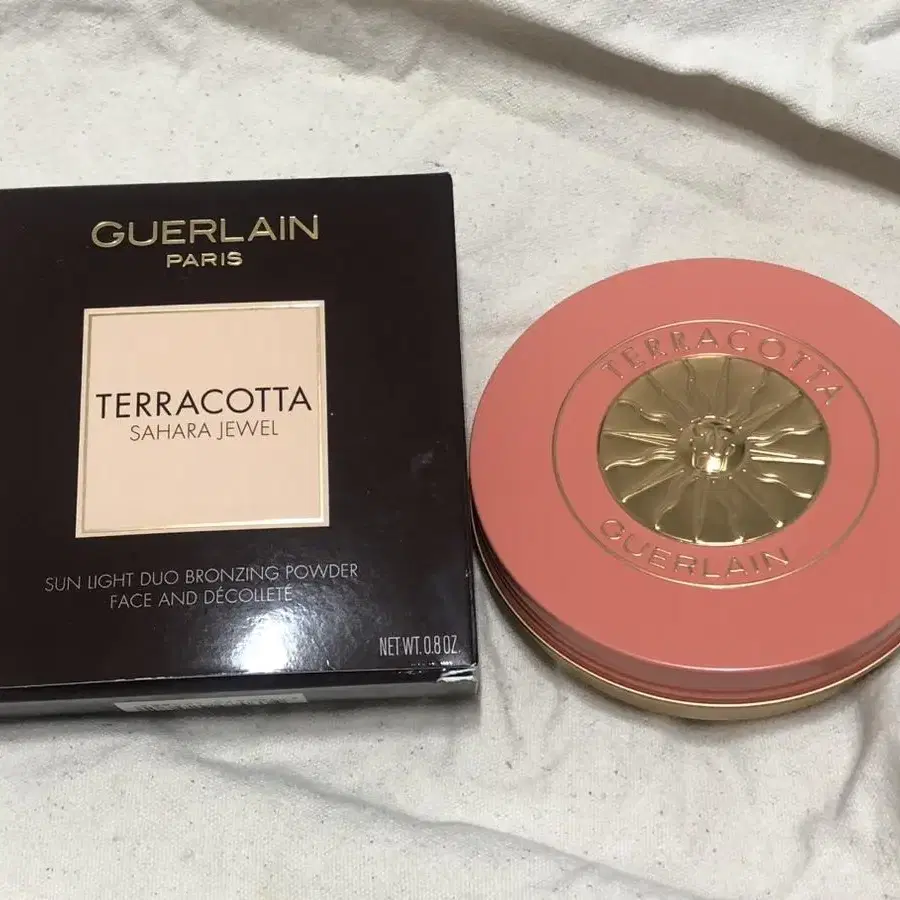 GUERLAIN
PARIS
TERRACOTTA
SAHARA JEWEL
SUN LIGHT DUO BRONZING POWDER
FACE AND DÉCOLLETÉ
NET WT. 0.8 OZ.
TERRACOTTA
GUERLAIN